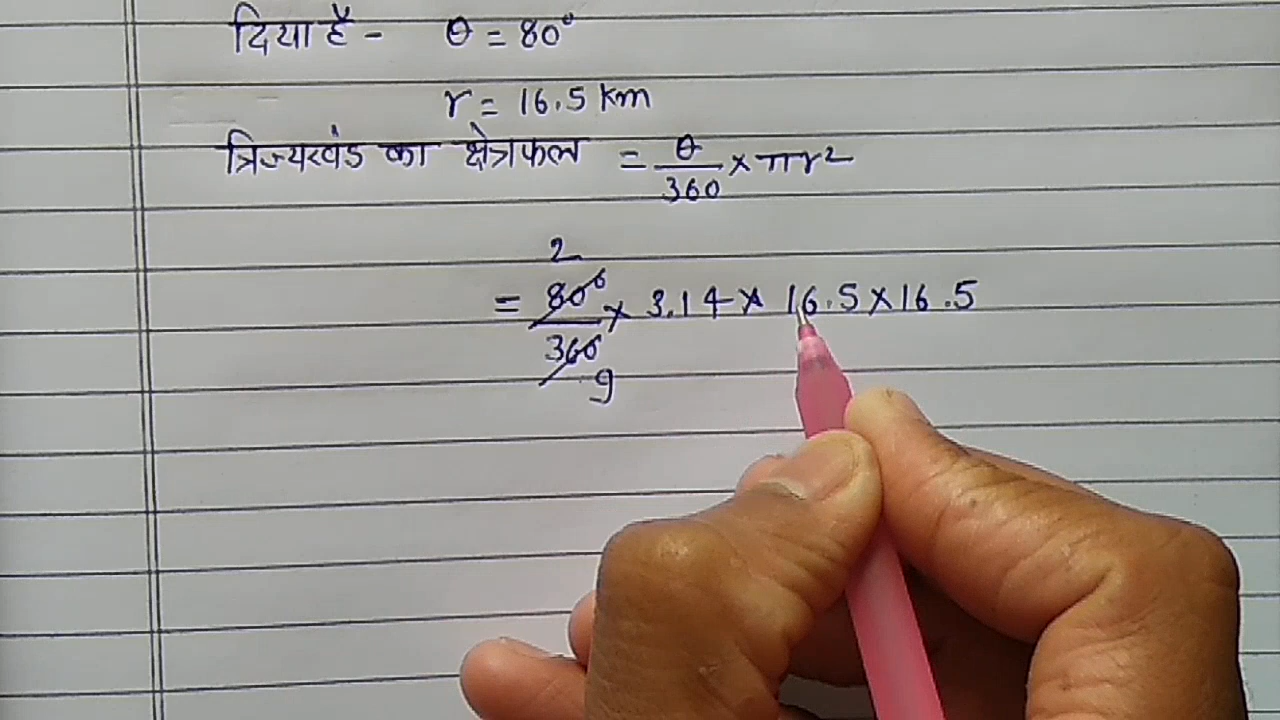 दिया है - θ = 80°
r = 16.5 km
त्रिज्यखंड का क्षेत्रफल = θ/360 × πr²
2
= 80°/360 × 3.14 × 16.5 × 16.5
9